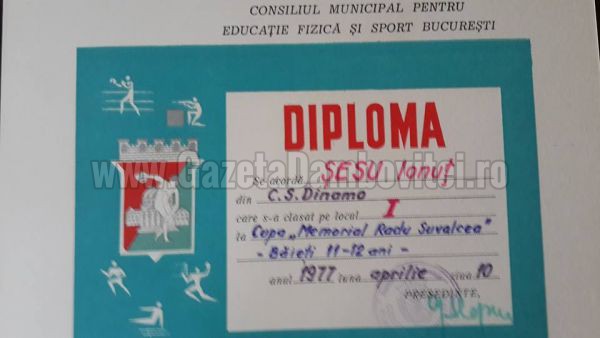 CONSILIUL MUNICIPAL PENTRU
EDUCAȚIE FIZICĂ ȘI SPORT BUCUREȘTI
DIPLOMA
Se acordă ȘESU Ionuț
din C.S. Dinamo
care s-a clasat pe locul I
la Cupa „Memorial Radu Suvalcea"
- Băieți 11-12 ani -
anul 1977 luna aprilie ziua 10
PREȘEDINTE,
www.GazetaDambovitei.ro